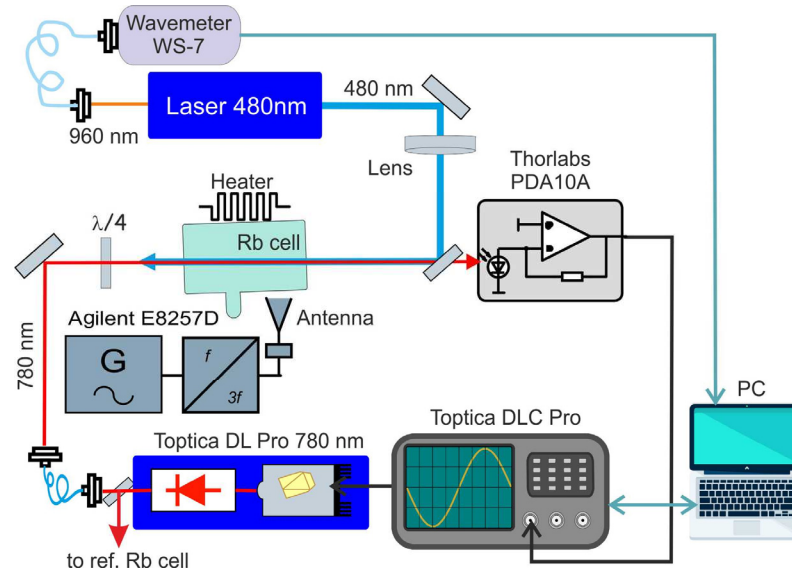 Wavemeter
WS-7
Laser 480nm
480 nm
960 nm
Lens
Thorlabs
PDA10A
Heater
λ/4
Rb cell
Antenna
Agilent E8257D
G
f
3f
780 nm
PC
Toptica DLC Pro
Toptica DL Pro 780 nm
to ref. Rb cell